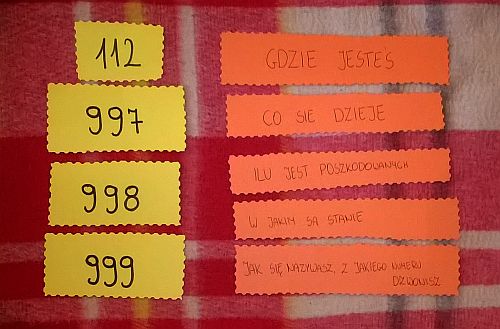 112
997
998
999
GDZIE JESTEŚ
CO SIE DZIEJE
ILU JEST POSZKODOWANYCH
W JAKIM SĄ STANIE
JAK SIĘ NAZYWASZ, Z JAKIEGO NUMERU
DZWONISZ